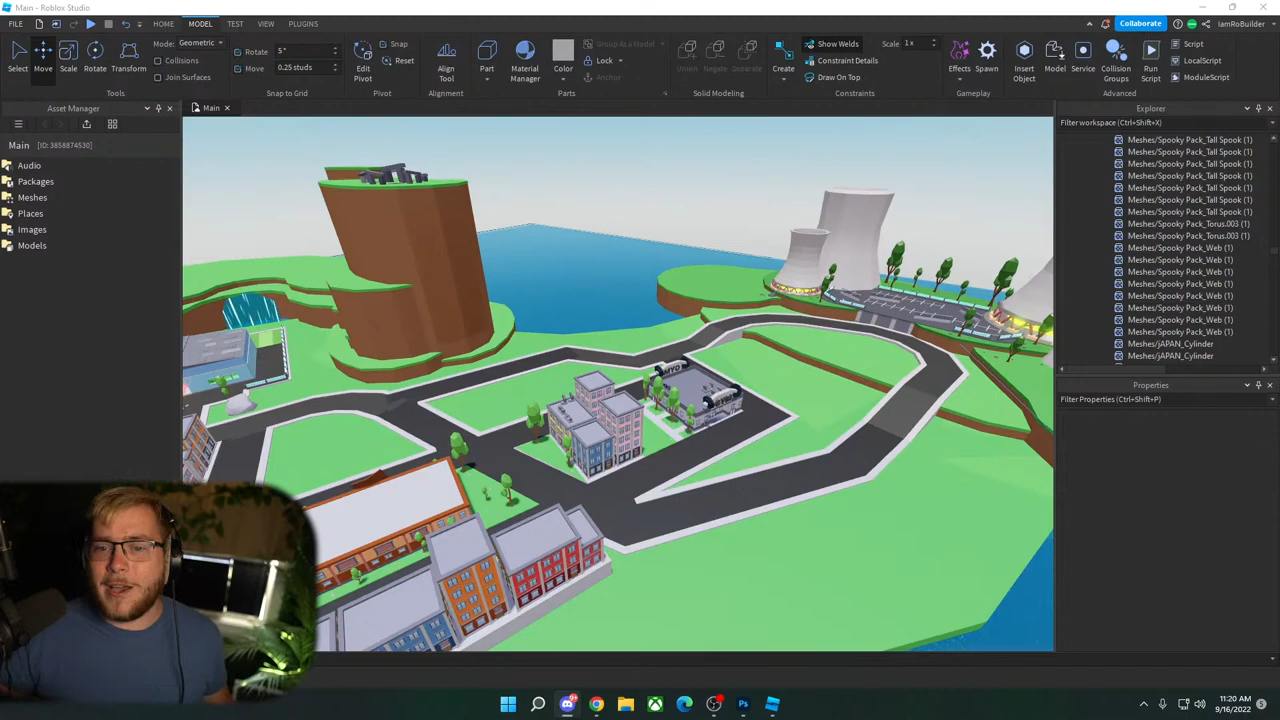 Main - Roblox Studio
FILE
HOME
MODEL
TEST
VIEW
PLUGINS
Collaborate
IamRoBuilder
Select
Move
Scale
Rotate
Transform
Mode: Geometric
Collisions
Join Surfaces
Tools
Rotate 5°
Move 0.25 studs
Snap to Grid
Edit
Pivot
Snap
Reset
Pivot
Align
Tool
Alignment
Part
Material
Manager
Color
Group As a Model
Lock
Anchor
Parts
Union
Negate
Separate
Solid Modeling
Create
Show Welds
Scale 1 x
Constraint Details
Draw On Top
Constraints
Effects
Spawn
Gameplay
Insert
Object
Model
Service
Collision
Groups
Run
Script
Script
LocalScript
ModuleScript
Advanced
Asset Manager
Main [ID: 3858874530]
Audio
Packages
Meshes
Places
Images
Models
Main
Explorer
Filter workspace (Ctrl+Shift+X)
Meshes/Spooky Pack_Tall Spook (1)
Meshes/Spooky Pack_Tall Spook (1)
Meshes/Spooky Pack_Tall Spook (1)
Meshes/Spooky Pack_Tall Spook (1)
Meshes/Spooky Pack_Tall Spook (1)
Meshes/Spooky Pack_Tall Spook (1)
Meshes/Spooky Pack_Tall Spook (1)
Meshes/Spooky Pack_Torus.003 (1)
Meshes/Spooky Pack_Torus.003 (1)
Meshes/Spooky Pack_Web (1)
Meshes/Spooky Pack_Web (1)
Meshes/Spooky Pack_Web (1)
Meshes/Spooky Pack_Web (1)
Meshes/Spooky Pack_Web (1)
Meshes/Spooky Pack_Web (1)
Meshes/Spooky Pack_Web (1)
Meshes/Spooky Pack_Web (1)
Meshes/jAPAN_Cylinder
Meshes/jAPAN_Cylinder
Properties
Filter Properties (Ctrl+Shift+P)
11:20 AM
9/16/2022